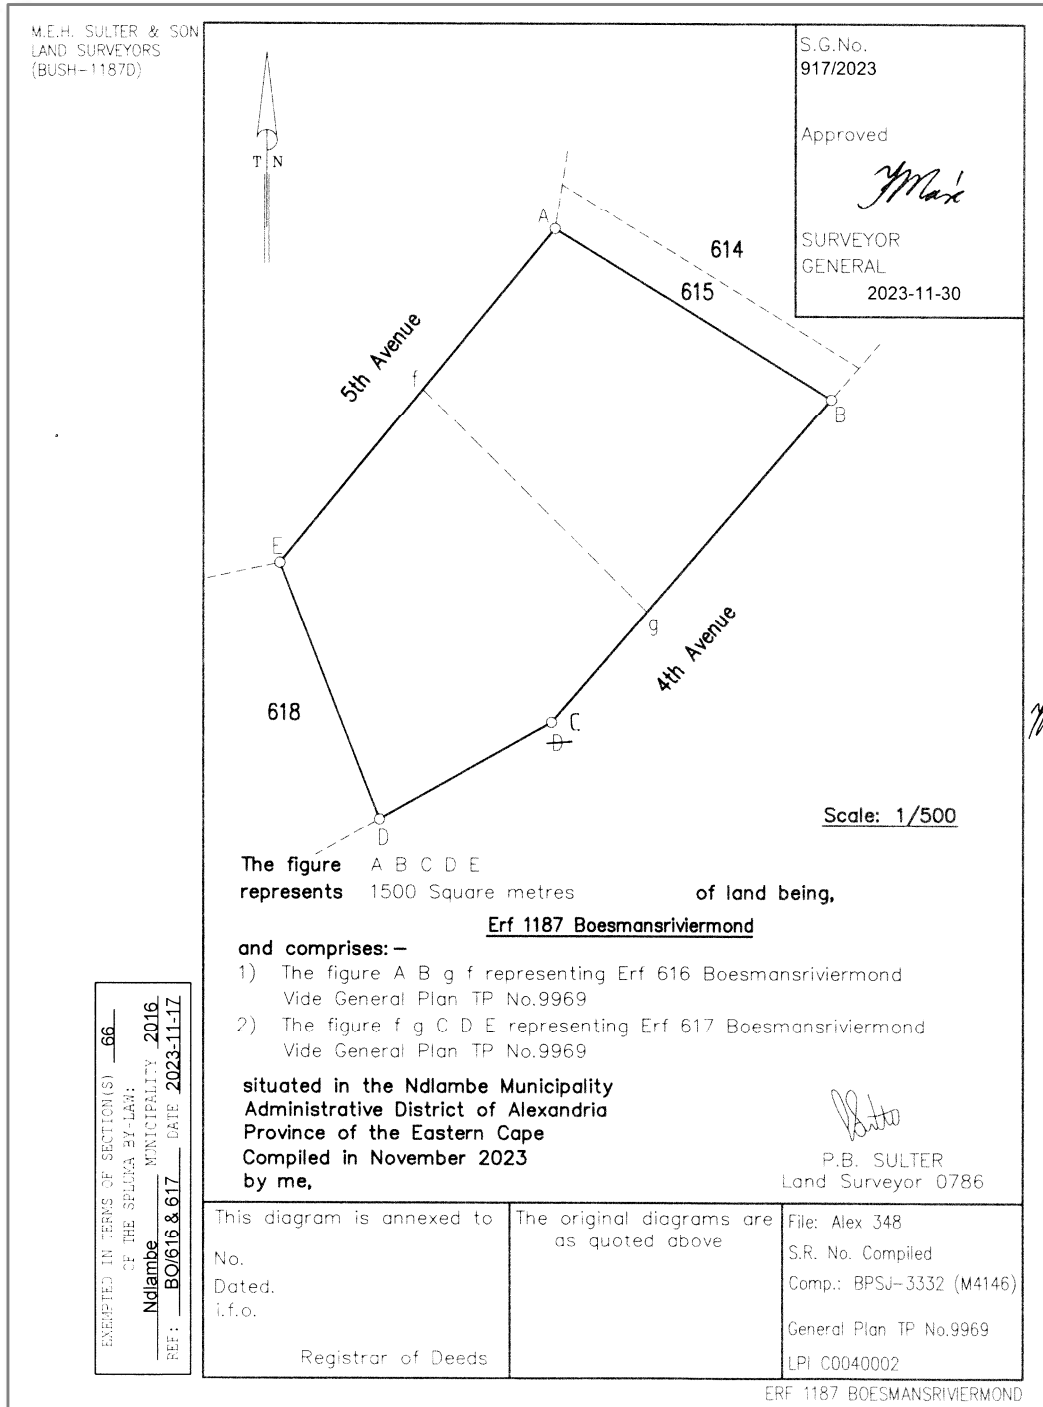 M.E.H. SULTER & SON
LAND SURVEYORS
(BUSH-1187D)
S.G.No.
917/2023
Approved
SURVEYOR
GENERAL
2023-11-30
T N
A
614
615
5th Avenue
f
B
E
g
4th Avenue
618
C
D
D
Scale: 1/500
The figure A B C D E
represents 1500 Square metres of land being,
Erf 1187 Boesmansriviermond
and comprises:—
1) The figure A B g f representing Erf 616 Boesmansriviermond
Vide General Plan TP No.9969
2) The figure f g C D E representing Erf 617 Boesmansriviermond
Vide General Plan TP No.9969
situated in the Ndlambe Municipality
Administrative District of Alexandria
Province of the Eastern Cape
Compiled in November 2023
by me,
P.B. SULTER
Land Surveyor 0786
EXEMPTED IN TERMS OF SECTION(S) 66
OF THE SPLUMA BY-LAW:
Ndlambe MUNICIPALITY 2016
REF: BO/616 & 617 DATE 2023-11-17
This diagram is annexed to
No.
Dated.
i.f.o.
Registrar of Deeds
The original diagrams are
as quoted above
File: Alex 348
S.R. No. Compiled
Comp.: BPSJ-3332 (M4146)
General Plan TP No.9969
LPI C0040002
ERF 1187 BOESMANSRIVIERMOND